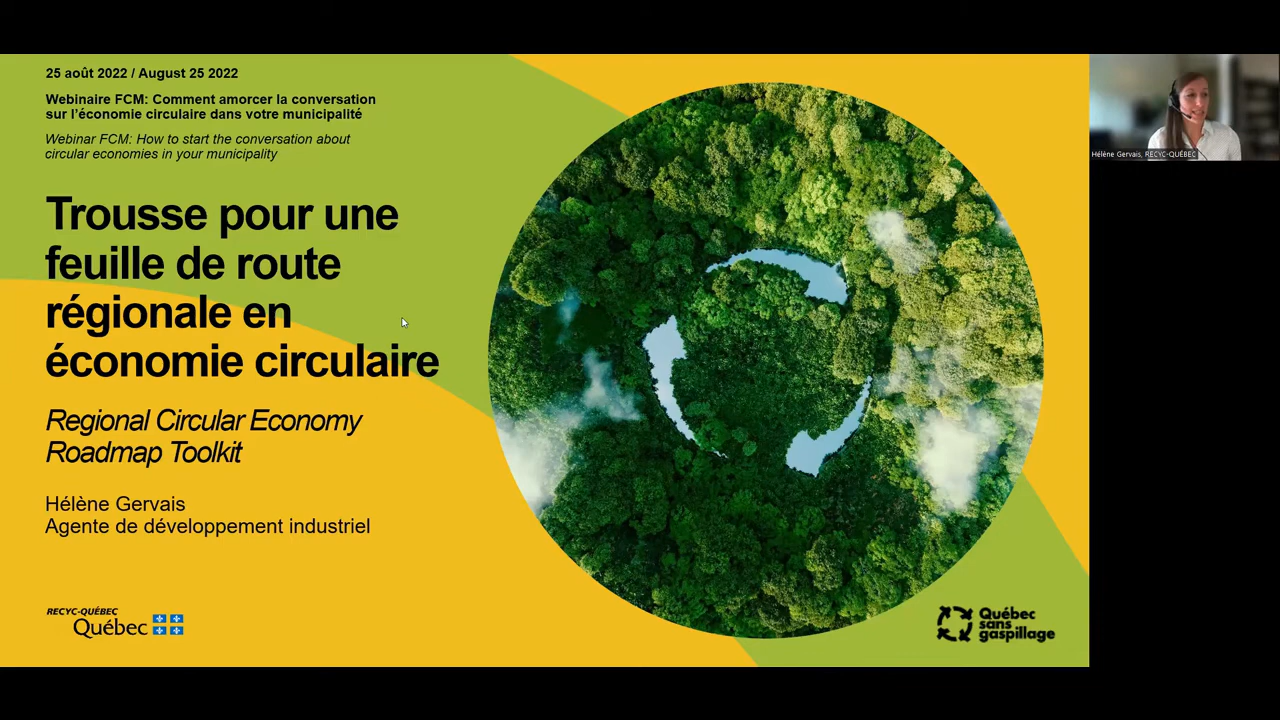 25 août 2022 / August 25 2022
Webinaire FCM: Comment amorcer la conversation
sur l'économie circulaire dans votre municipalité
Webinar FCM: How to start the conversation about
circular economies in your municipality
Trousse pour une
feuille de route
régionale en
économie circulaire
Regional Circular Economy
Roadmap Toolkit
Hélène Gervais
Agente de développement industriel
RECYC-QUÉBEC
Québec
Québec
sans
gaspillage
Hélène Gervais, RECYC-QUÉBEC